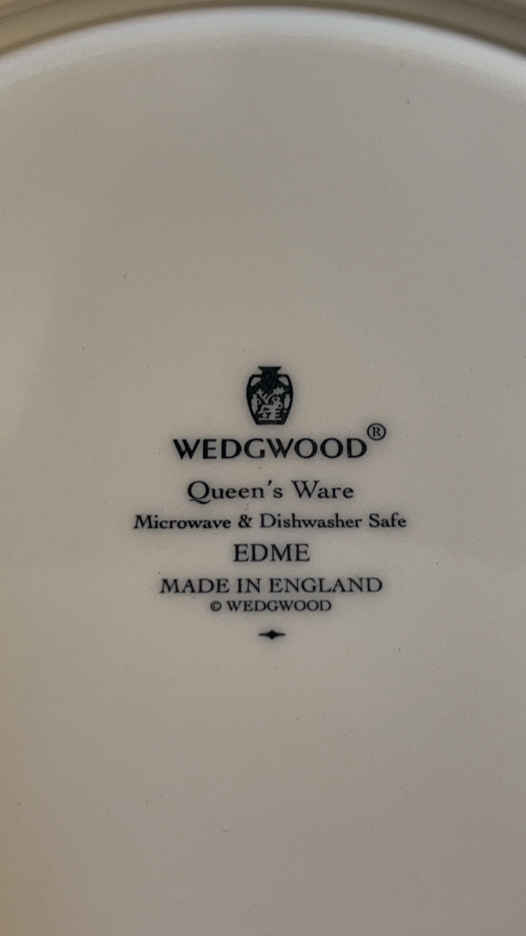 WEDGWOOD®
Queen's Ware
Microwave & Dishwasher Safe
EDME
MADE IN ENGLAND
© WEDGWOOD